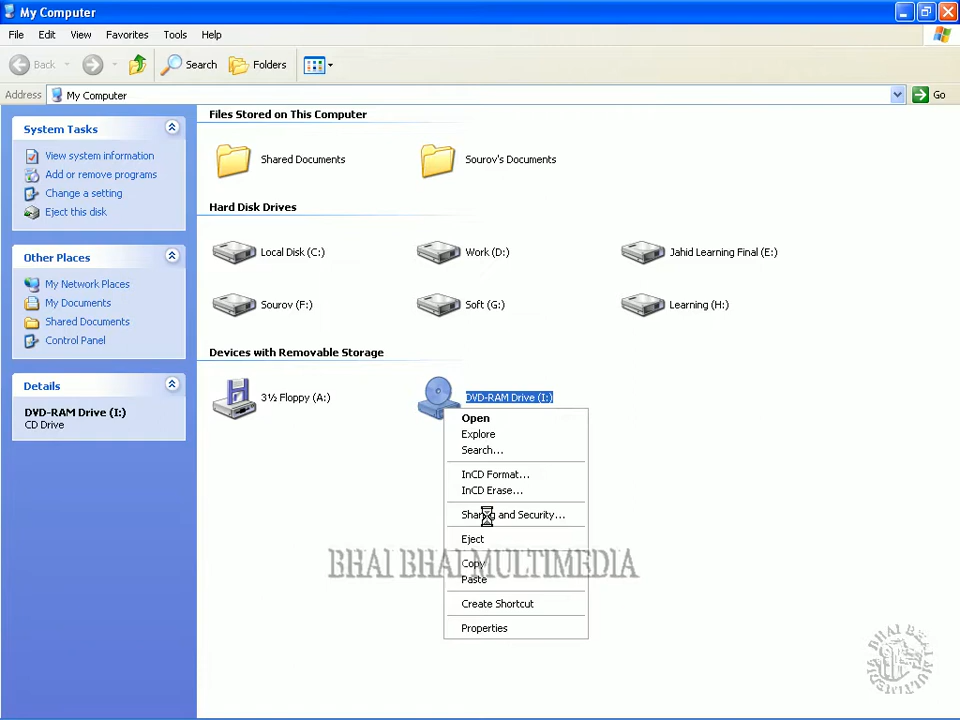 My Computer
File Edit View Favorites Tools Help
Back Search Folders
Address My Computer Go
System Tasks
View system information
Add or remove programs
Change a setting
Eject this disk
Other Places
My Network Places
My Documents
Shared Documents
Control Panel
Details
DVD-RAM Drive (I:)
CD Drive
Files Stored on This Computer
Shared Documents Sourov's Documents
Hard Disk Drives
Local Disk (C:) Work (D:) Jahid Learning Final (E:)
Sourov (F:) Soft (G:) Learning (H:)
Devices with Removable Storage
3½ Floppy (A:) DVD-RAM Drive (I:)
Open
Explore
Search...
InCD Format...
InCD Erase...
Sharing and Security...
Eject
Copy
Paste
Create Shortcut
Properties
BHAI BHAI MULTIMEDIA
BHAI BHAI
MULTIMEDIA